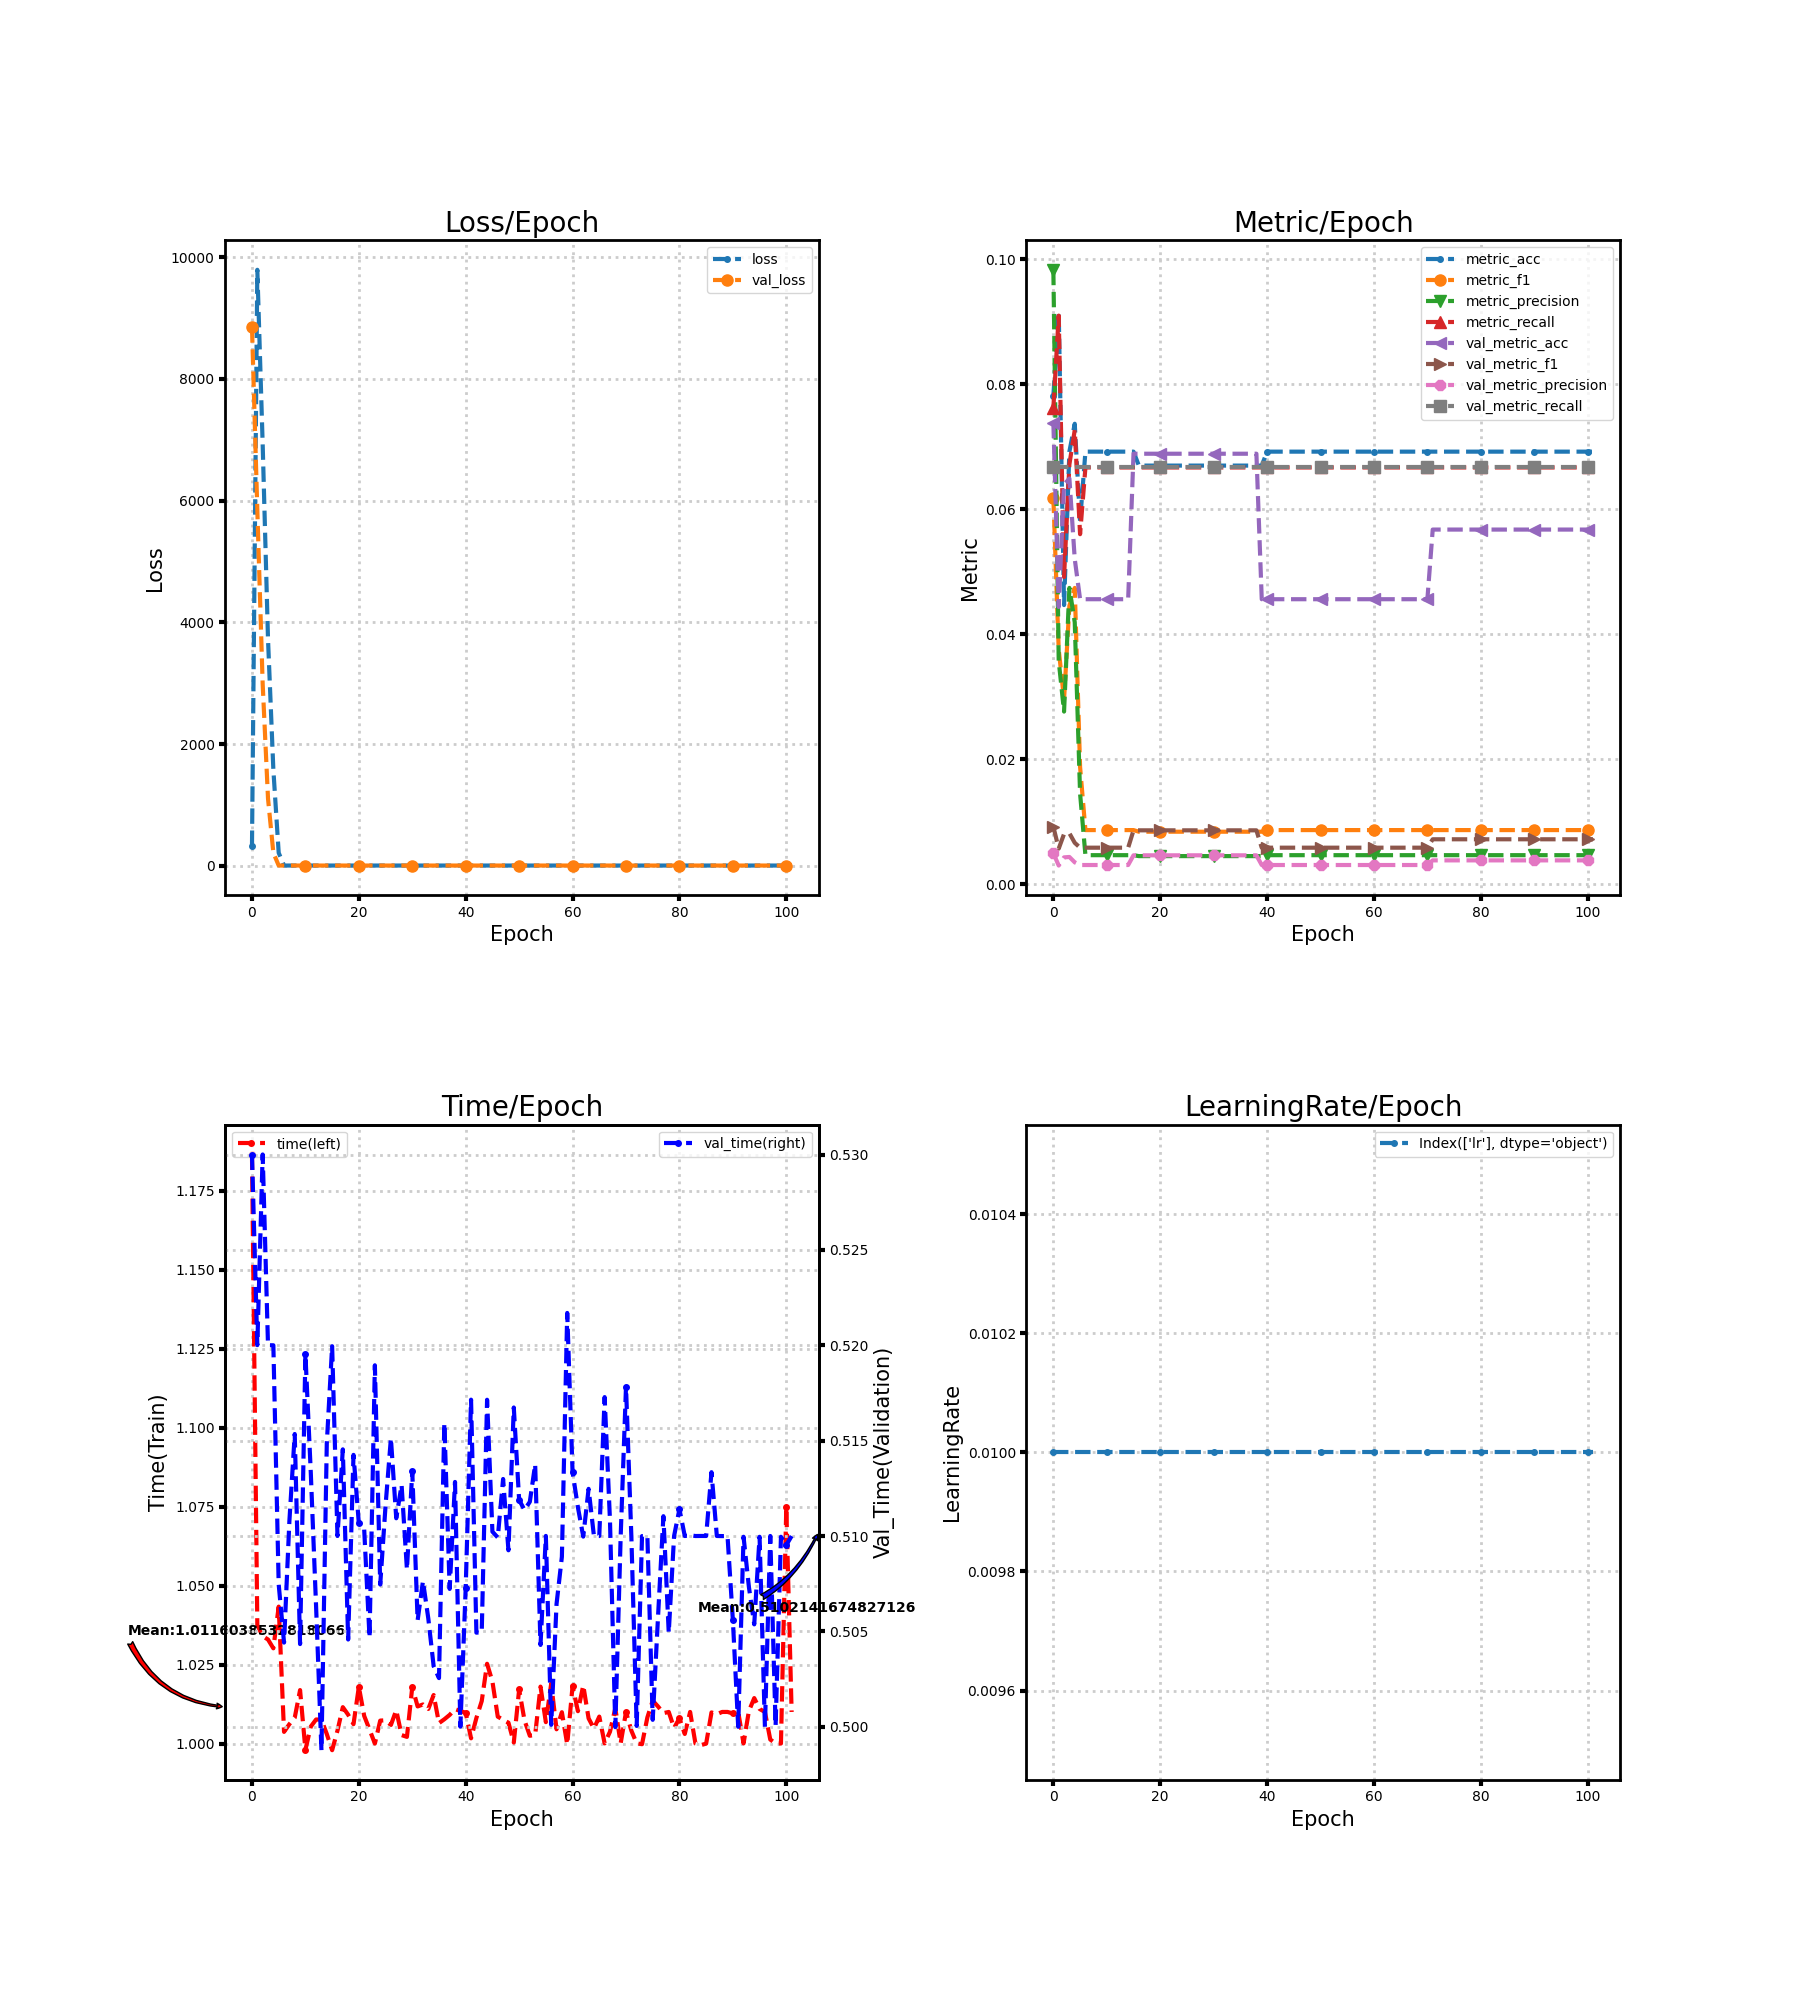 Loss/Epoch
10000
8000
6000
4000
2000
0
Loss
loss
val_loss
0 20 40 60 80 100
Epoch
Metric/Epoch
0.10
0.08
0.06
0.04
0.02
0.00
Metric
metric_acc
metric_f1
metric_precision
metric_recall
val_metric_acc
val_metric_f1
val_metric_precision
val_metric_recall
0 20 40 60 80 100
Epoch
Time/Epoch
time(left)
val_time(right)
1.175
1.150
1.125
1.100
1.075
1.050
1.025
1.000
Time(Train)
0.530
0.525
0.520
0.515
0.510
0.505
0.500
Val_Time(Validation)
Mean:0.5102141674827126
0 20 40 60 80 100
Epoch
LearningRate/Epoch
Index(['lr'], dtype='object')
0.0104
0.0102
0.0100
0.0098
0.0096
LearningRate
0 20 40 60 80 100
Epoch